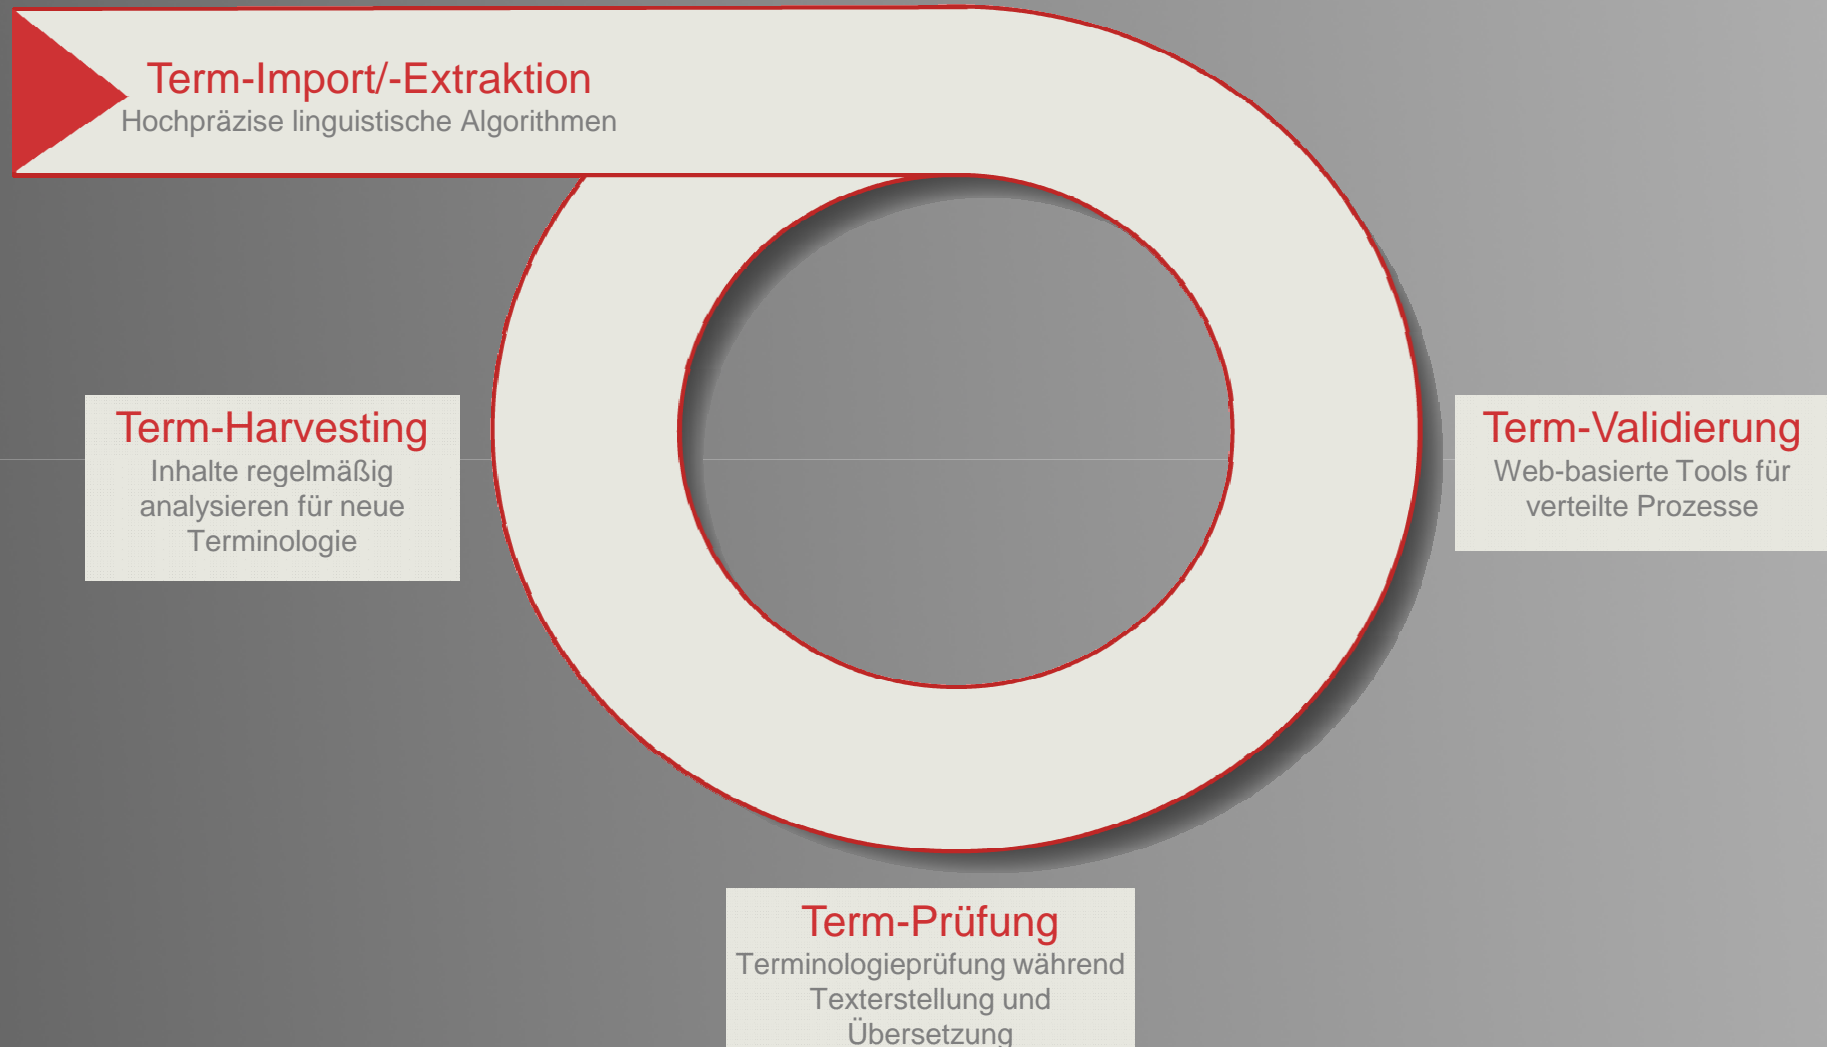 Term-Import/-Extraktion
Hochpräzise linguistische Algorithmen
Term-Harvesting
Inhalte regelmäßig
analysieren für neue
Terminologie
Term-Validierung
Web-basierte Tools für
verteilte Prozesse
Term-Prüfung
Terminologieprüfung während
Texterstellung und
Übersetzung